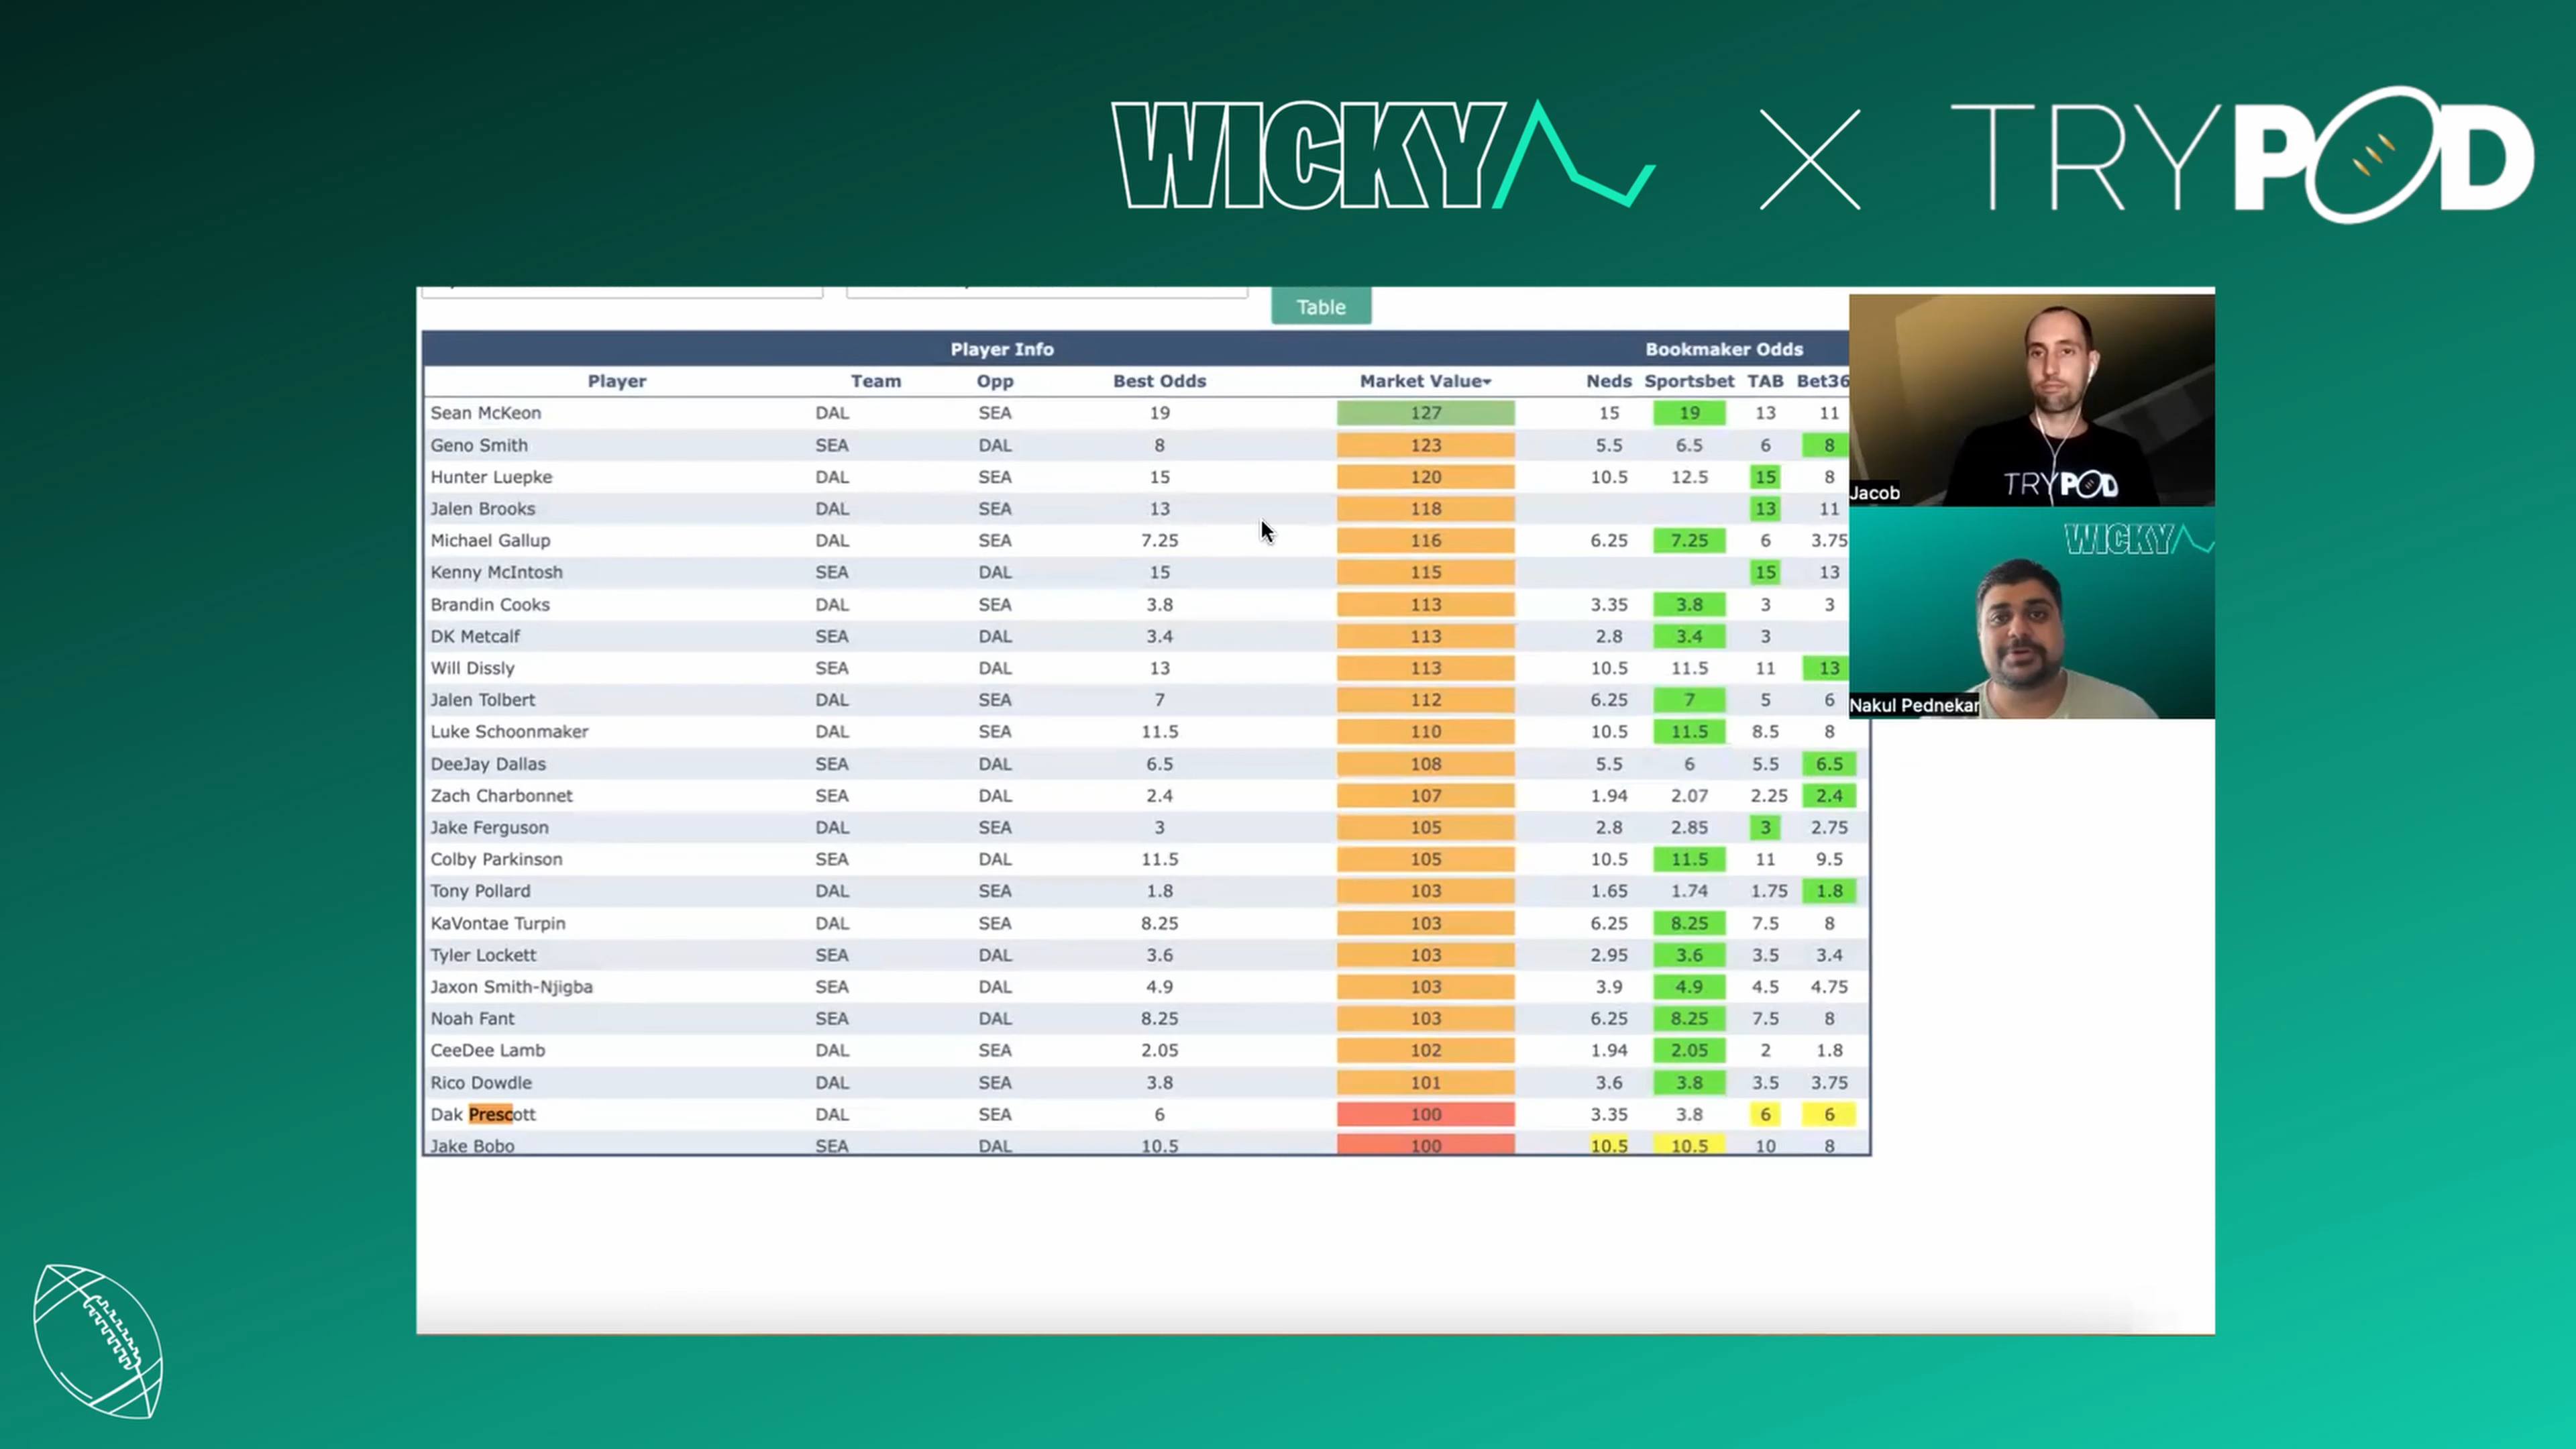 WICKY X TRYPOD
Table
Player Info Bookmaker Odds
Player Team Opp Best Odds Market Value Neds Sportsbet TAB Bet36
Sean McKeon DAL SEA 19 127 15 19 13 11
Geno Smith SEA DAL 8 123 5.5 6.5 6 8
Hunter Luepke DAL SEA 15 120 10.5 12.5 15 8
Jalen Brooks DAL SEA 13 118 13 11
Michael Gallup DAL SEA 7.25 116 6.25 7.25 6 3.75
Kenny McIntosh SEA DAL 15 115 15 13
Brandin Cooks DAL SEA 3.8 113 3.35 3.8 3 3
DK Metcalf SEA DAL 3.4 113 2.8 3.4 3
Will Dissly SEA DAL 13 113 10.5 11.5 11 13
Jalen Tolbert DAL SEA 7 112 6.25 7 5 6
Luke Schoonmaker DAL SEA 11.5 110 10.5 11.5 8.5 8
DeeJay Dallas SEA DAL 6.5 108 5.5 6 5.5 6.5
Zach Charbonnet SEA DAL 2.4 107 1.94 2.07 2.25 2.4
Jake Ferguson DAL SEA 3 105 2.8 2.85 3 2.75
Colby Parkinson SEA DAL 11.5 105 10.5 11.5 11 9.5
Tony Pollard DAL SEA 1.8 103 1.65 1.74 1.75 1.8
KaVontae Turpin DAL SEA 8.25 103 6.25 8.25 7.5 8
Tyler Lockett SEA DAL 3.6 103 2.95 3.6 3.5 3.4
Jaxon Smith-Njigba SEA DAL 4.9 103 3.9 4.9 4.5 4.75
Noah Fant SEA DAL 8.25 103 6.25 8.25 7.5 8
CeeDee Lamb DAL SEA 2.05 102 1.94 2.05 2 1.8
Rico Dowdle DAL SEA 3.8 101 3.6 3.8 3.5 3.75
Dak Prescott DAL SEA 6 100 3.35 3.8 6 6
Jake Bobo SEA DAL 10.5 100 10.5 10.5 10 8
TRYPOD
Jacob
WICKY
Nakul Pednekar